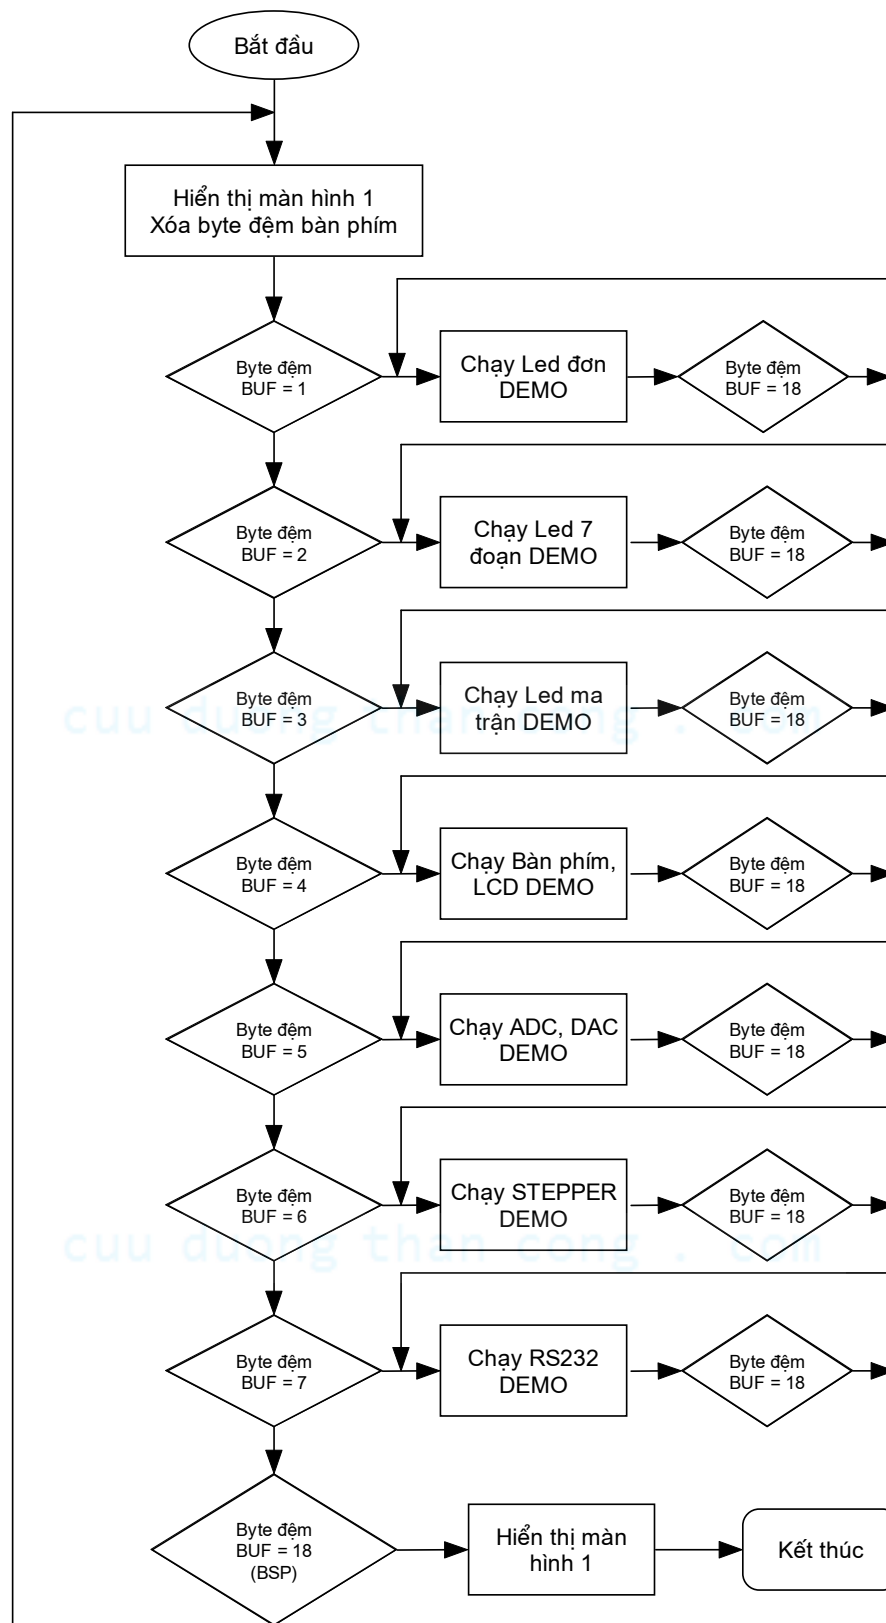 Bắt đầu
Hiển thị màn hình 1
Xóa byte đệm bàn phím
Byte đệm
BUF = 1
Chạy Led đơn
DEMO
Byte đệm
BUF = 18
Byte đệm
BUF = 2
Chạy Led 7
đoạn DEMO
Byte đệm
BUF = 18
Byte đệm
BUF = 3
Chạy Led ma
trận DEMO
Byte đệm
BUF = 18
cuu duong than cong . com
Byte đệm
BUF = 4
Chạy Bàn phím,
LCD DEMO
Byte đệm
BUF = 18
Byte đệm
BUF = 5
Chạy ADC, DAC
DEMO
Byte đệm
BUF = 18
Byte đệm
BUF = 6
Chạy STEPPER
DEMO
Byte đệm
BUF = 18
cuu duong than cong . com
Byte đệm
BUF = 7
Chạy RS232
DEMO
Byte đệm
BUF = 18
Byte đệm
BUF = 18
(BSP)
Hiển thị màn
hình 1
Kết thúc